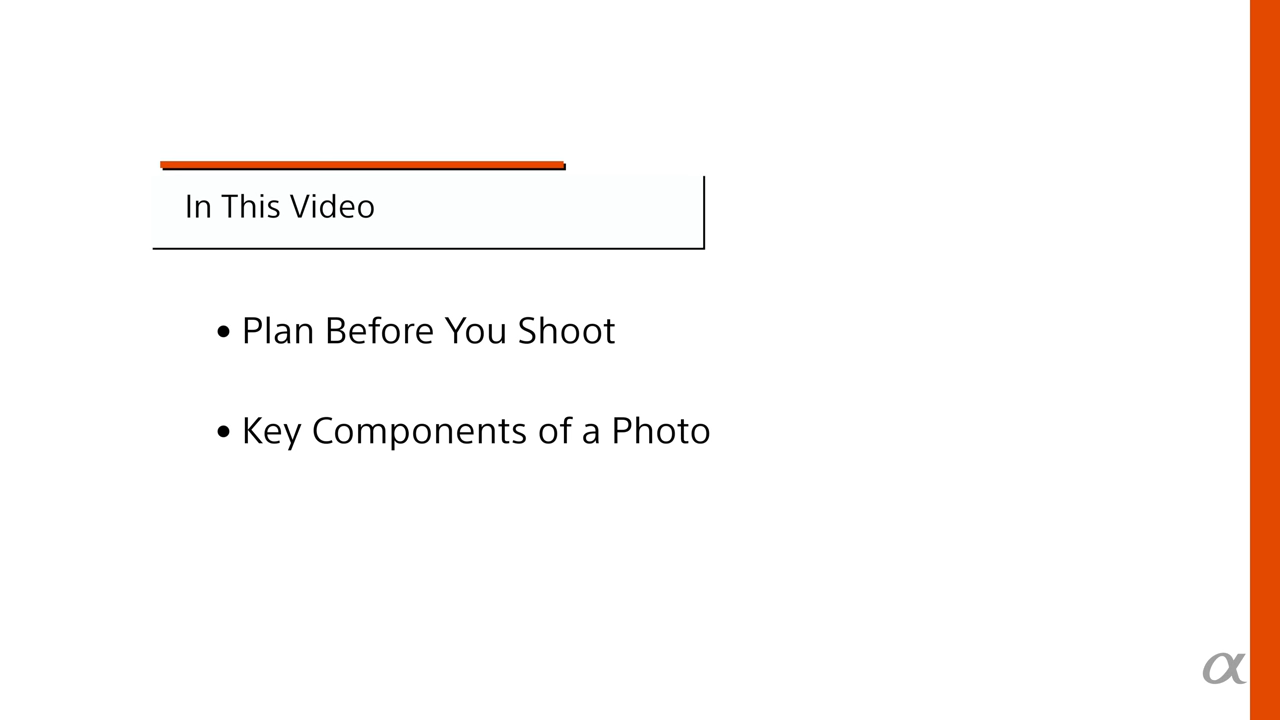 In This Video
• Plan Before You Shoot
• Key Components of a Photo
α